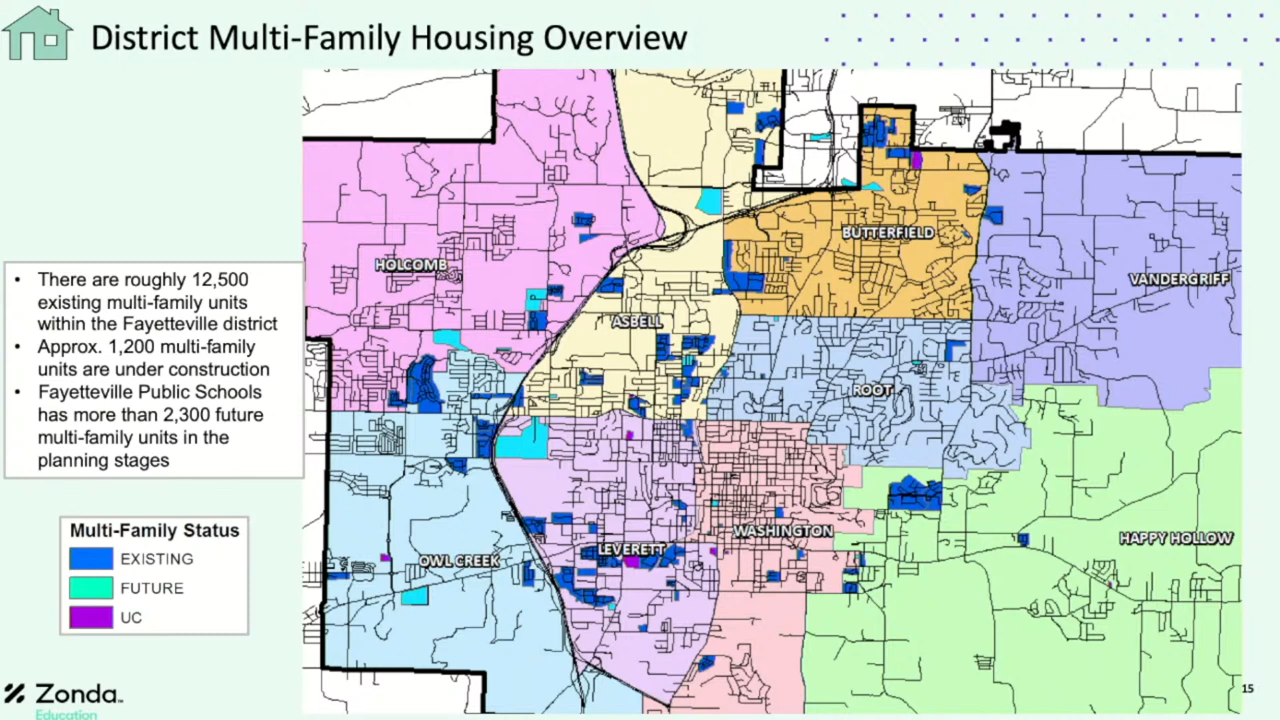 District Multi-Family Housing Overview
• There are roughly 12,500
existing multi-family units
within the Fayetteville district
• Approx. 1,200 multi-family
units are under construction
• Fayetteville Public Schools
has more than 2,300 future
multi-family units in the
planning stages
Multi-Family Status
EXISTING
FUTURE
UC
HOLCOMB
BUTTERFIELD
VANDERGRIFF
ASBELL
ROOT
WASHINGTON
LEVERETT
OWL CREEK
HAPPY HOLLOW
Zonda™
Education
15